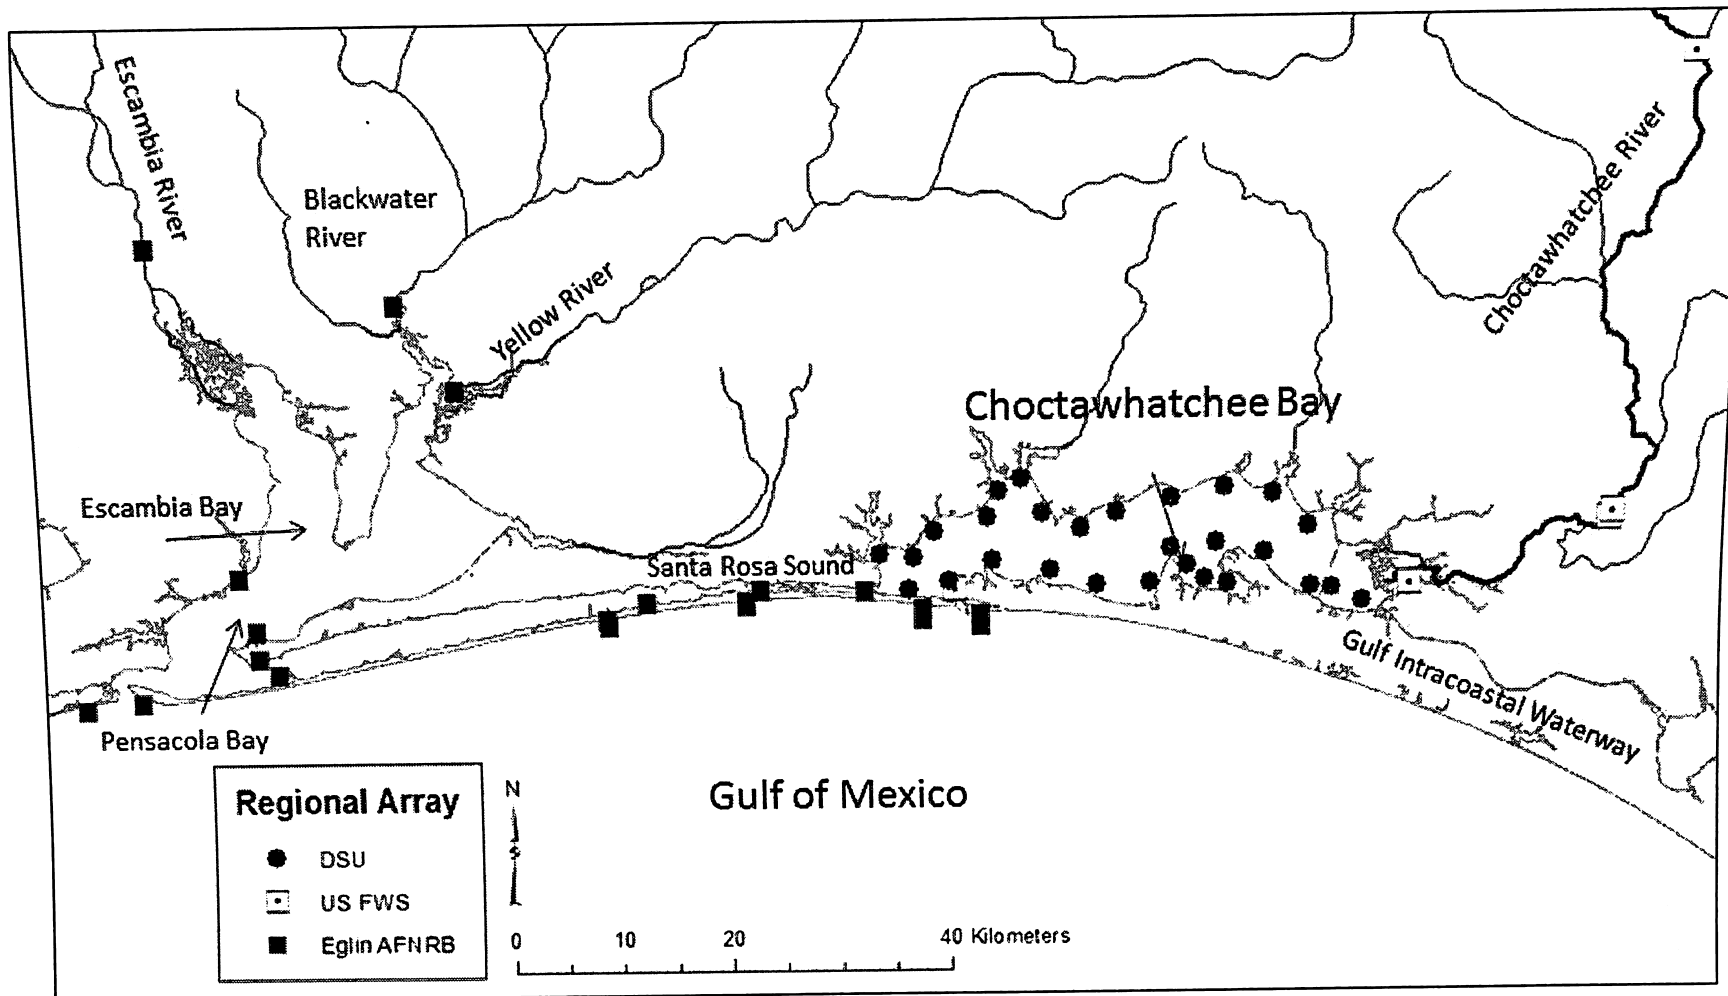 Escambia River
Blackwater
River
Yellow River
Choctawhatchee River
Choctawhatchee Bay
Escambia Bay
Santa Rosa Sound
Gulf Intracoastal Waterway
Pensacola Bay
Gulf of Mexico
Regional Array
DSU
US FWS
Eglin AFNRB
N
S
0 10 20 40 Kilometers